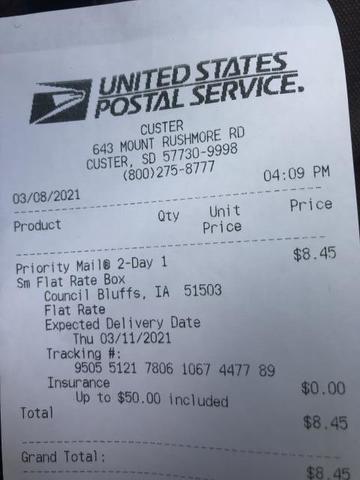 UNITED STATES
POSTAL SERVICE.
CUSTER
643 MOUNT RUSHMORE RD
CUSTER, SD 57730-9998
(800)275-8777
03/08/2021 04:09 PM
Product Qty Unit Price
Price
Priority Mail® 2-Day 1 $8.45
Sm Flat Rate Box
Council Bluffs, IA 51503
Flat Rate
Expected Delivery Date
Thu 03/11/2021
Tracking #:
9505 5121 7806 1067 4477 89
Insurance $0.00
Up to $50.00 included
Total $8.45
Grand Total: $8.45